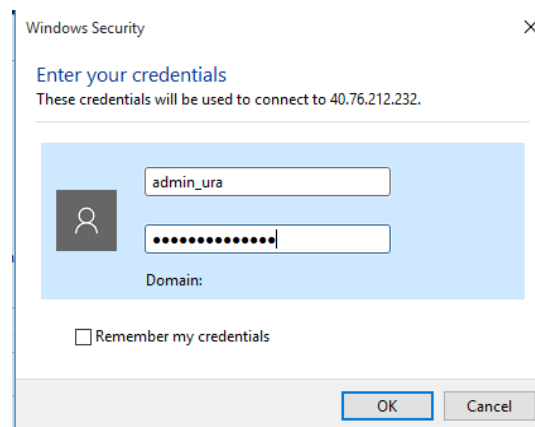 Windows Security
Enter your credentials
These credentials will be used to connect to 40.76.212.232.
admin_ura
••••••••••••••
Domain:
Remember my credentials
OK Cancel